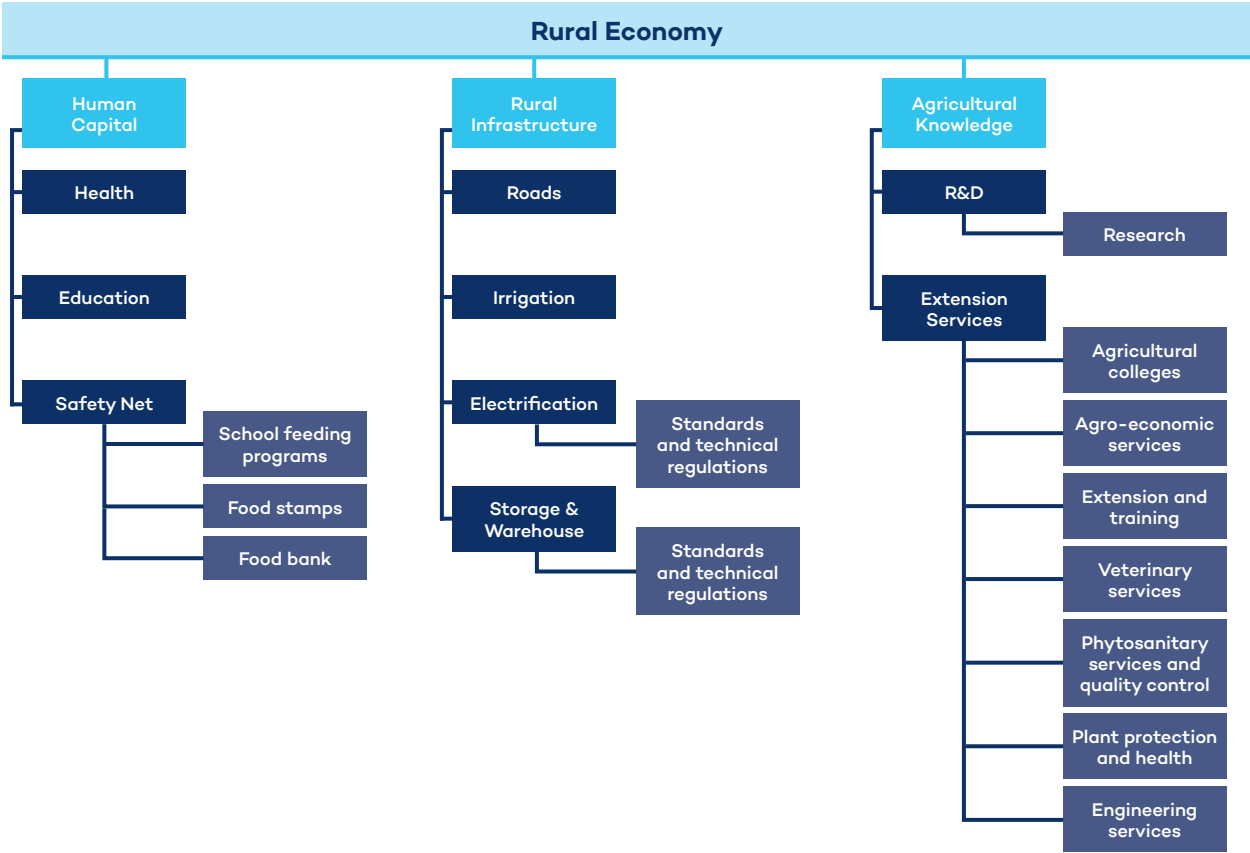 Rural Economy
Human
Capital
Health
Education
Safety Net
School feeding
programs
Food stamps
Food bank
Rural
Infrastructure
Roads
Irrigation
Electrification
Standards
and technical
regulations
Storage &
Warehouse
Standards
and technical
regulations
Agricultural
Knowledge
R&D
Research
Extension
Services
Agricultural
colleges
Agro-economic
services
Extension and
training
Veterinary
services
Phytosanitary
services and
quality control
Plant protection
and health
Engineering
services